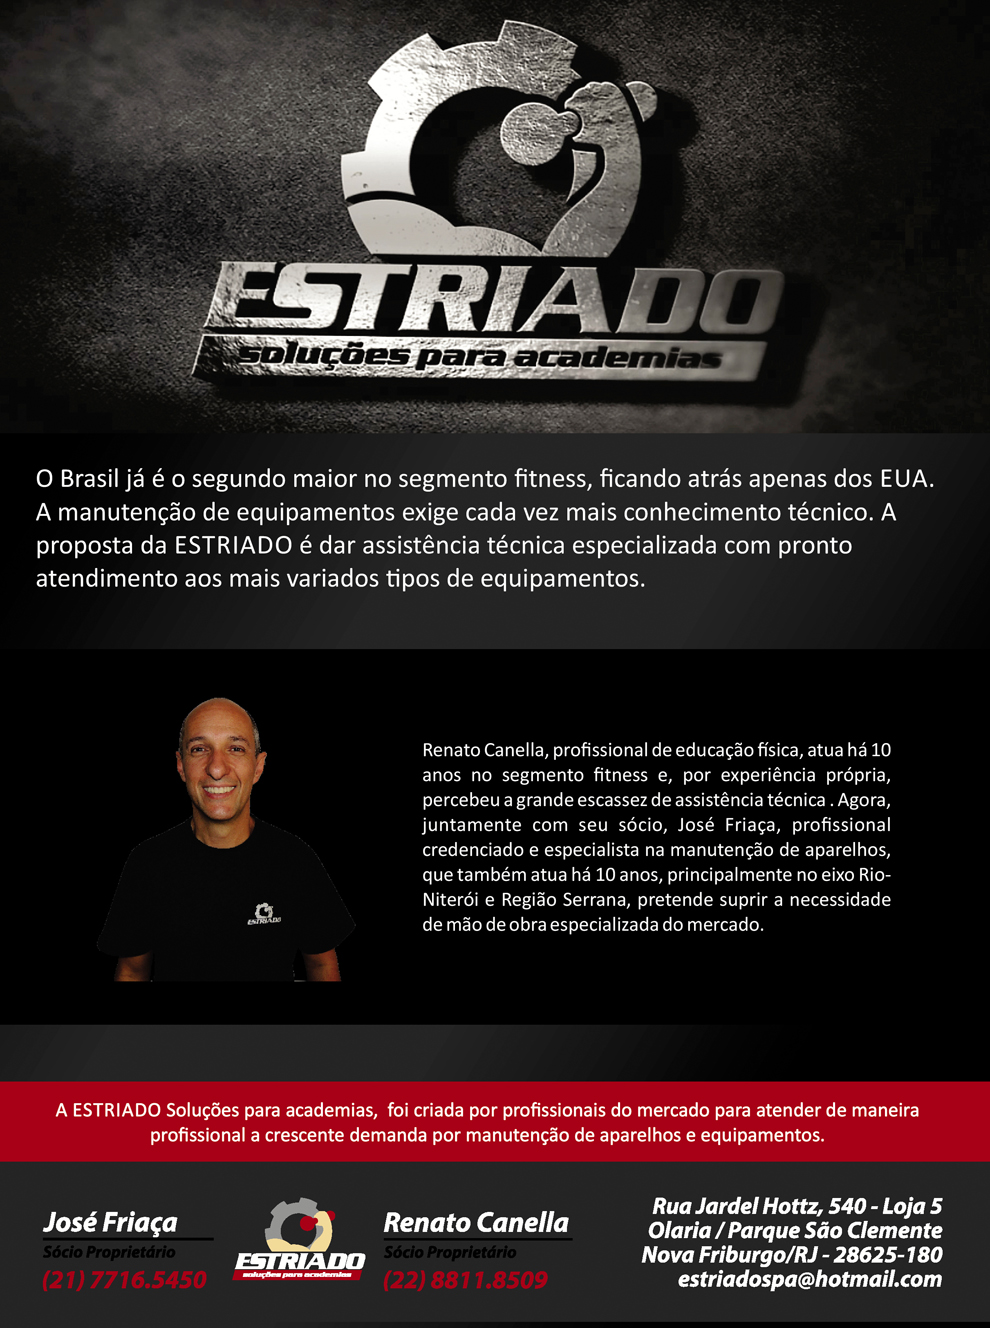 ESTRIADO
soluções para academias
O Brasil já é o segundo maior no segmento fitness, ficando atrás apenas dos EUA.
A manutenção de equipamentos exige cada vez mais conhecimento técnico. A
proposta da ESTRIADO é dar assistência técnica especializada com pronto
atendimento aos mais variados tipos de equipamentos.
ESTRIADO
Renato Canella, profissional de educação física, atua há 10
anos no segmento fitness e, por experiência própria,
percebeu a grande escassez de assistência técnica . Agora,
juntamente com seu sócio, José Friaça, profissional
credenciado e especialista na manutenção de aparelhos,
que também atua há 10 anos, principalmente no eixo Rio-
Niterói e Região Serrana, pretende suprir a necessidade
de mão de obra especializada do mercado.
A ESTRIADO Soluções para academias, foi criada por profissionais do mercado para atender de maneira
profissional a crescente demanda por manutenção de aparelhos e equipamentos.
José Friaça
Sócio Proprietário
(21) 7716.5450
ESTRIADO
soluções para academias
Renato Canella
Sócio Proprietário
(22) 8811.8509
Rua Jardel Hottz, 540 - Loja 5
Olaria / Parque São Clemente
Nova Friburgo/RJ - 28625-180
estriadospa@hotmail.com